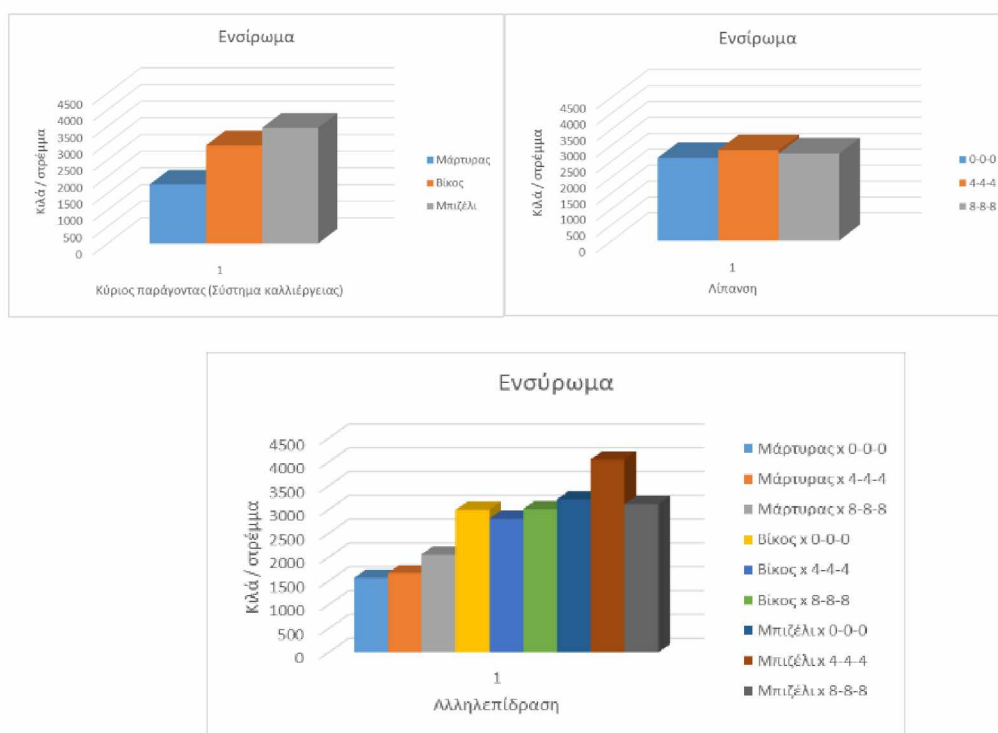 Ενσίρωμα
Κιλά / στρέμμα
4500
4000
3500
3000
2500
2000
1500
1000
500
0
1
Κύριος παράγοντας (Σύστημα καλλιέργειας)
Μάρτυρας
Βίκος
Μπιζέλι
Ενσίρωμα
Κιλά / στρέμμα
4500
4000
3500
3000
2500
2000
1500
1000
500
0
1
Λίπανση
0-0-0
4-4-4
8-8-8
Ενσύρωμα
Κιλά / στρέμμα
4500
4000
3500
3000
2500
2000
1500
1000
500
0
1
Αλληλεπίδραση
Μάρτυρας x 0-0-0
Μάρτυρας x 4-4-4
Μάρτυρας x 8-8-8
Βίκος x 0-0-0
Βίκος x 4-4-4
Βίκος x 8-8-8
Μπιζέλι x 0-0-0
Μπιζέλι x 4-4-4
Μπιζέλι x 8-8-8